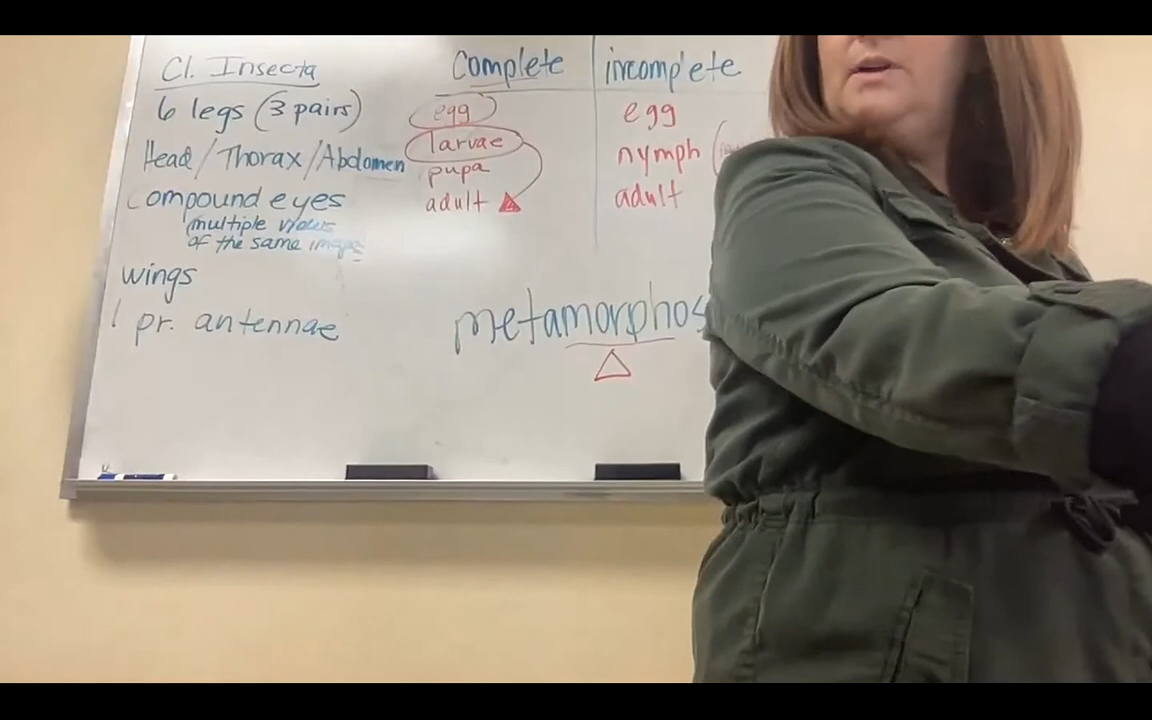 Cl. Insecta
6 legs (3 pairs)
Head/Thorax/Abdomen
compound eyes
multiple views
of the same image
wings
1 pr. antennae
Complete
egg
larvae
pupa
adult
incomplete
egg
nymph
adult
metamorphos